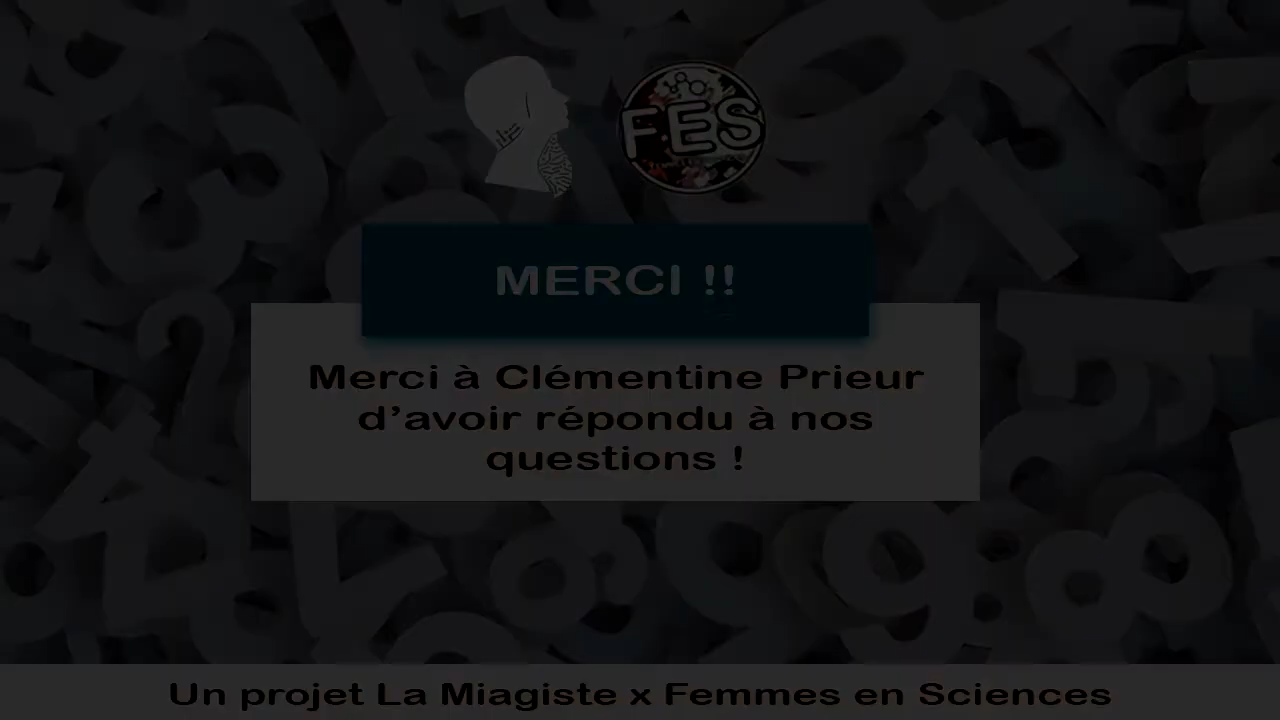 FES
MERCI !!
Merci à Clémentine Prieur
d’avoir répondu à nos
questions !
Un projet La Miagiste x Femmes en Sciences